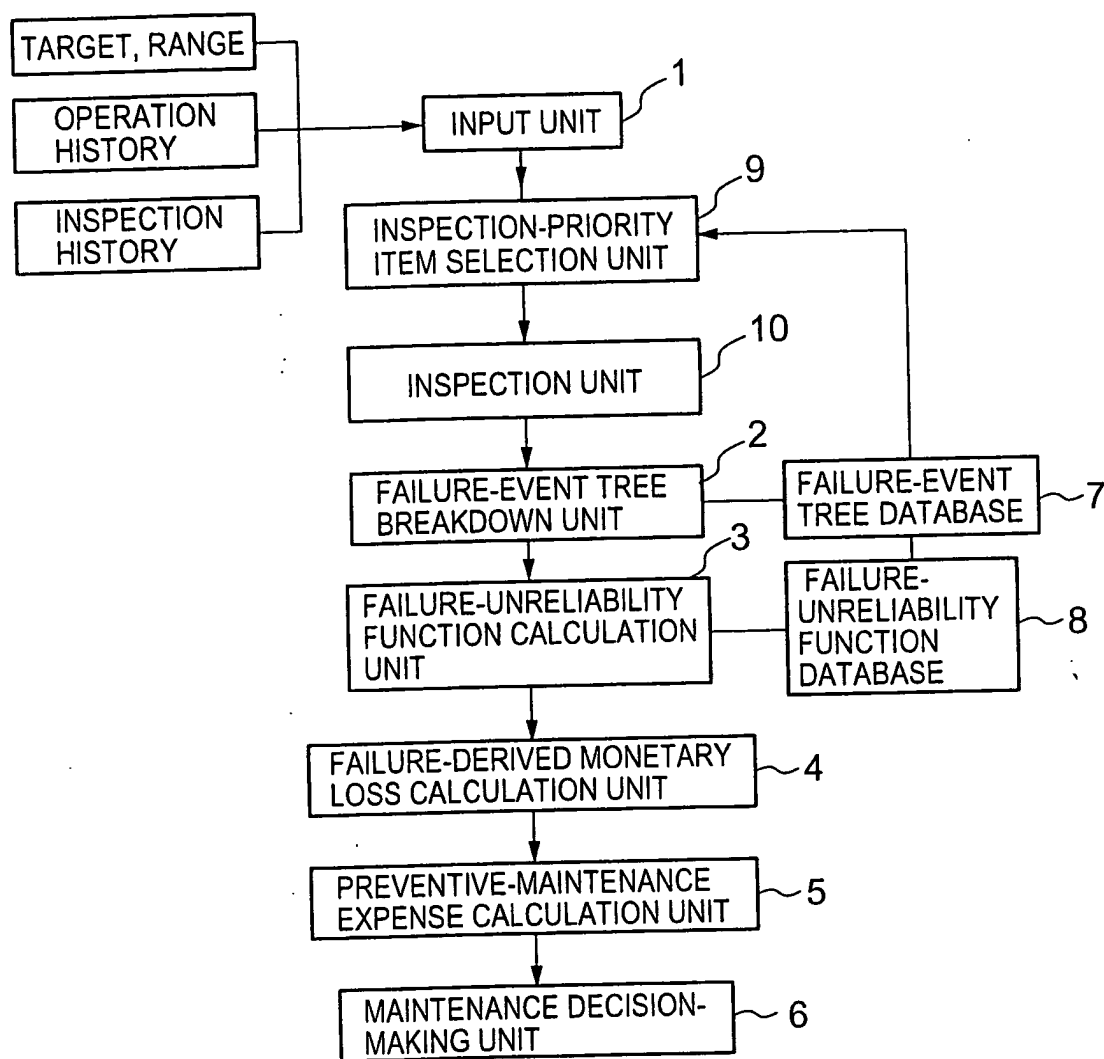 TARGET, RANGE
OPERATION
HISTORY
INSPECTION
HISTORY
1
INPUT UNIT
9
INSPECTION-PRIORITY
ITEM SELECTION UNIT
10
INSPECTION UNIT
2
FAILURE-EVENT TREE
BREAKDOWN UNIT
FAILURE-EVENT
TREE DATABASE
7
3
FAILURE-UNRELIABILITY
FUNCTION CALCULATION
UNIT
FAILURE-
UNRELIABILITY
FUNCTION
DATABASE
8
FAILURE-DERIVED MONETARY
LOSS CALCULATION UNIT
4
PREVENTIVE-MAINTENANCE
EXPENSE CALCULATION UNIT
5
MAINTENANCE DECISION-
MAKING UNIT
6